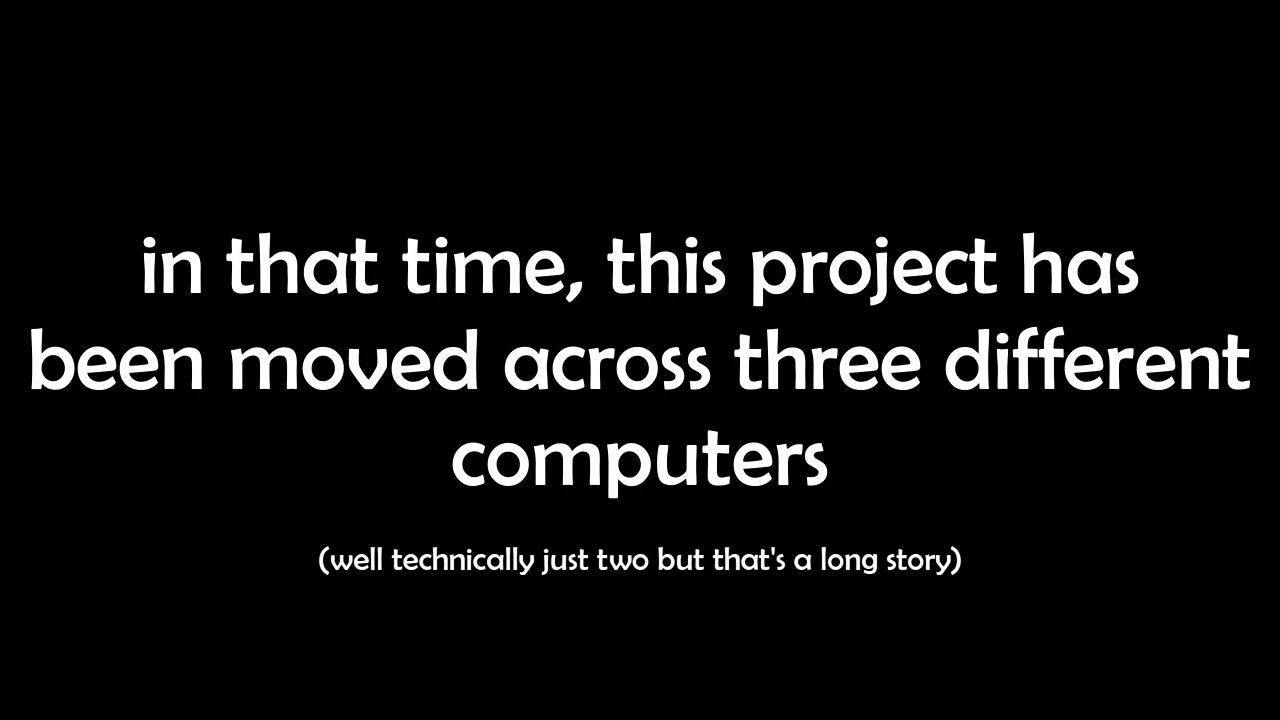 in that time, this project has
been moved across three different
computers
(well technically just two but that's a long story)